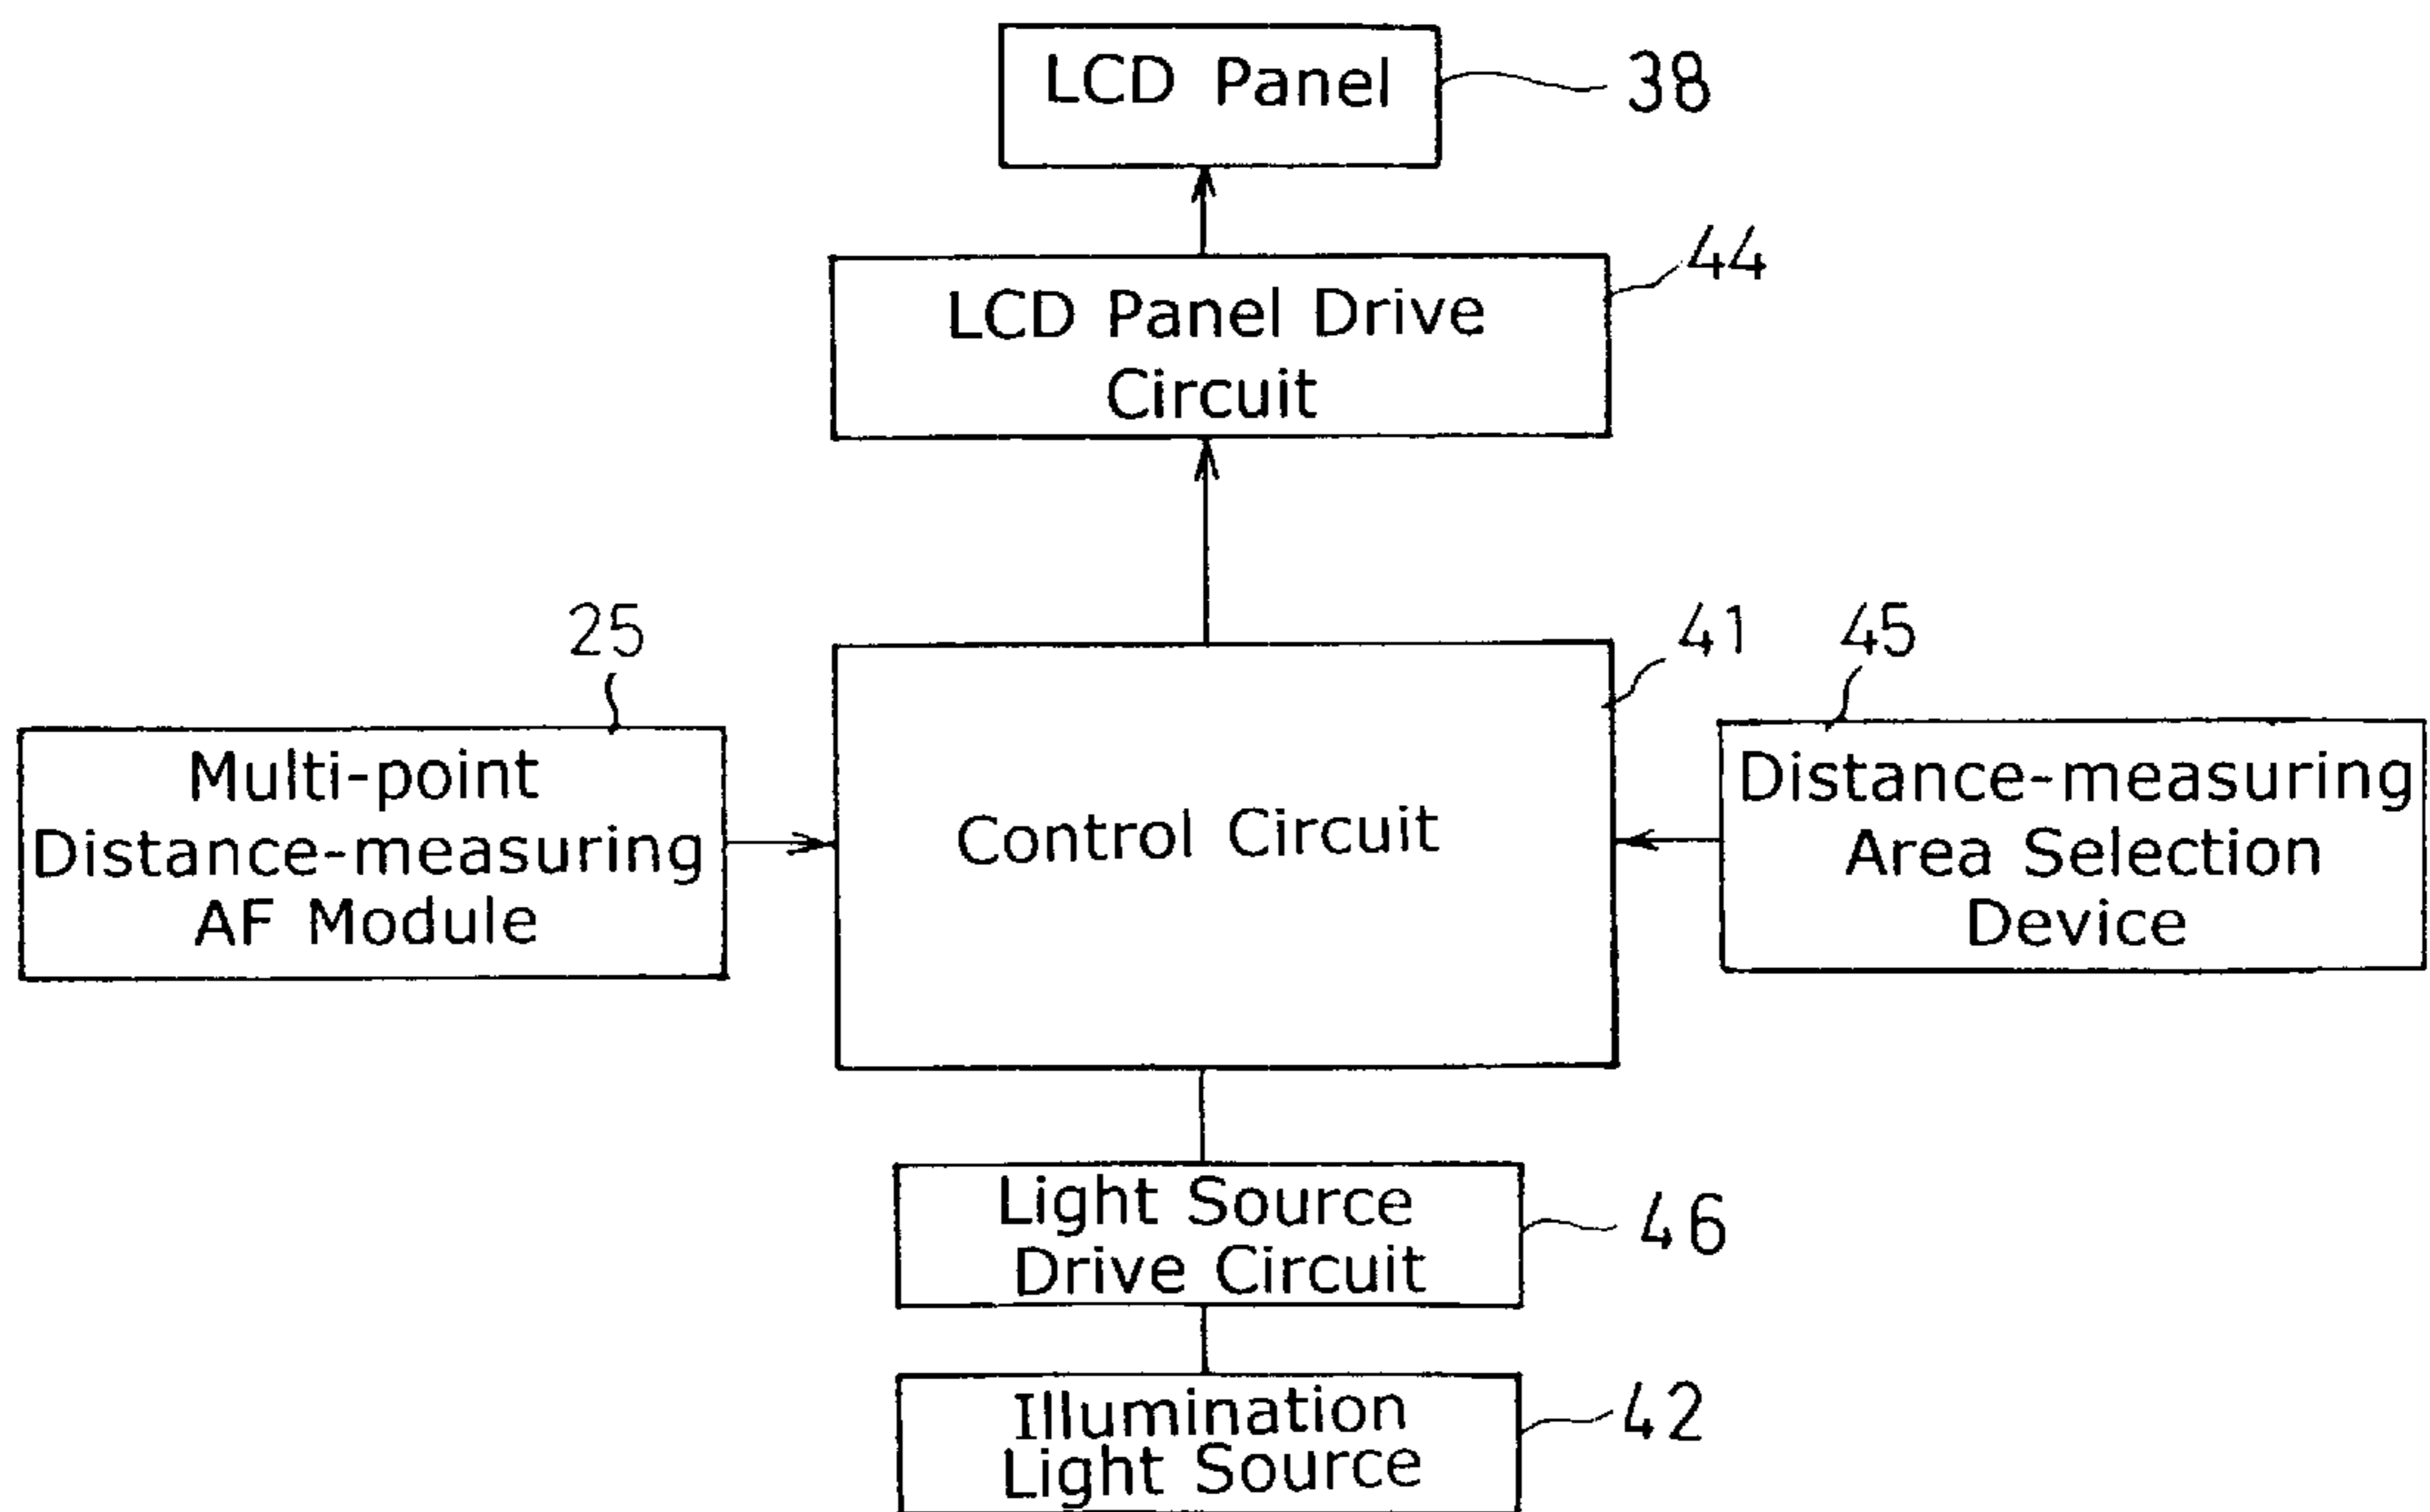 LCD Panel
38
LCD Panel Drive
Circuit
44
25
Multi-point
Distance-measuring
AF Module
Control Circuit
41
45
Distance-measuring
Area Selection
Device
Light Source
Drive Circuit
46
Illumination
Light Source
42